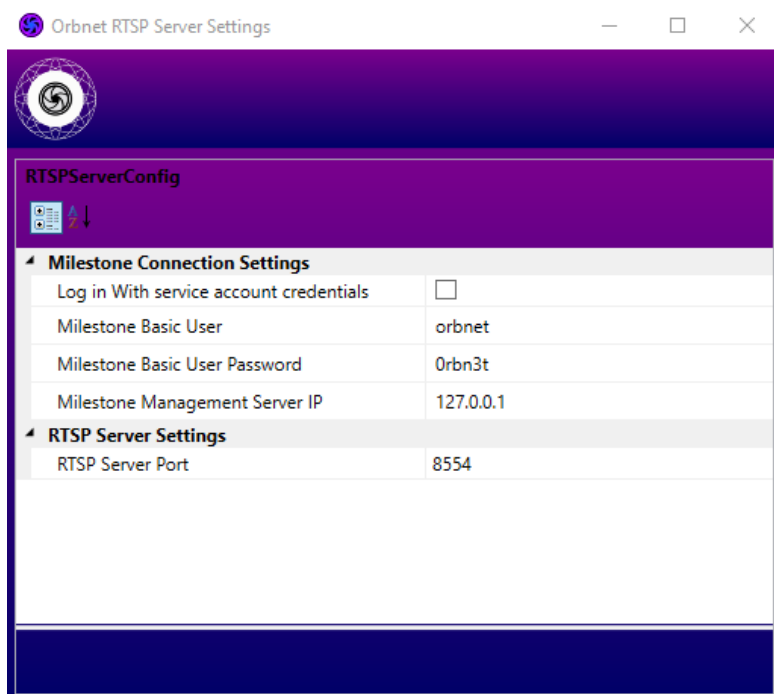 Orbnet RTSP Server Settings
RTSPServerConfig
Milestone Connection Settings
Log in With service account credentials
Milestone Basic User orbnet
Milestone Basic User Password 0rbn3t
Milestone Management Server IP 127.0.0.1
RTSP Server Settings
RTSP Server Port 8554